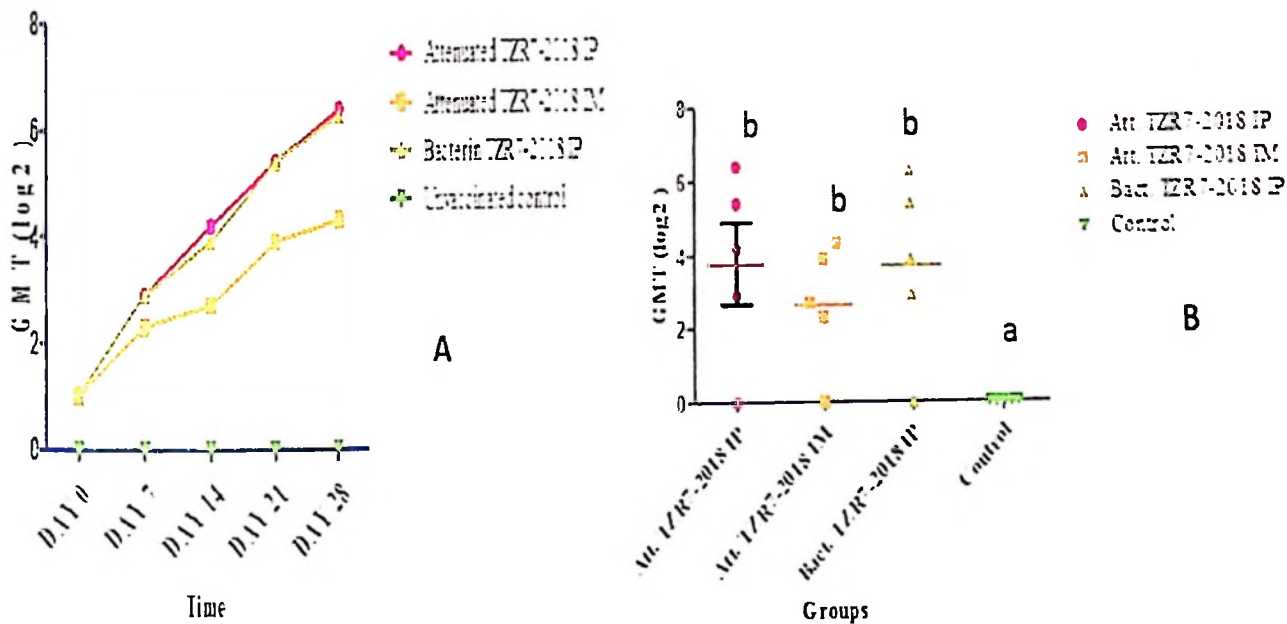 8
6
4
2
0
GMT (log2)
DAY 0
DAY 7
DAY 14
DAY 21
DAY 28
Time
Attenuated TZR7-2018 IP
Attenuated TZR7-2018 IM
Bacterin TZR7-2018 IP
Unvaccinated control
A
8
6
4
2
0
GMT (log2)
b
b
b
a
Att. TZR7-2018 IP
Att. TZR7-2018 IM
Bact. TZR7-2018 IP
Control
Groups
Att. TZR7-2018 IP
Att. TZR7-2018 IM
Bact. TZR7-2018 IP
Control
B